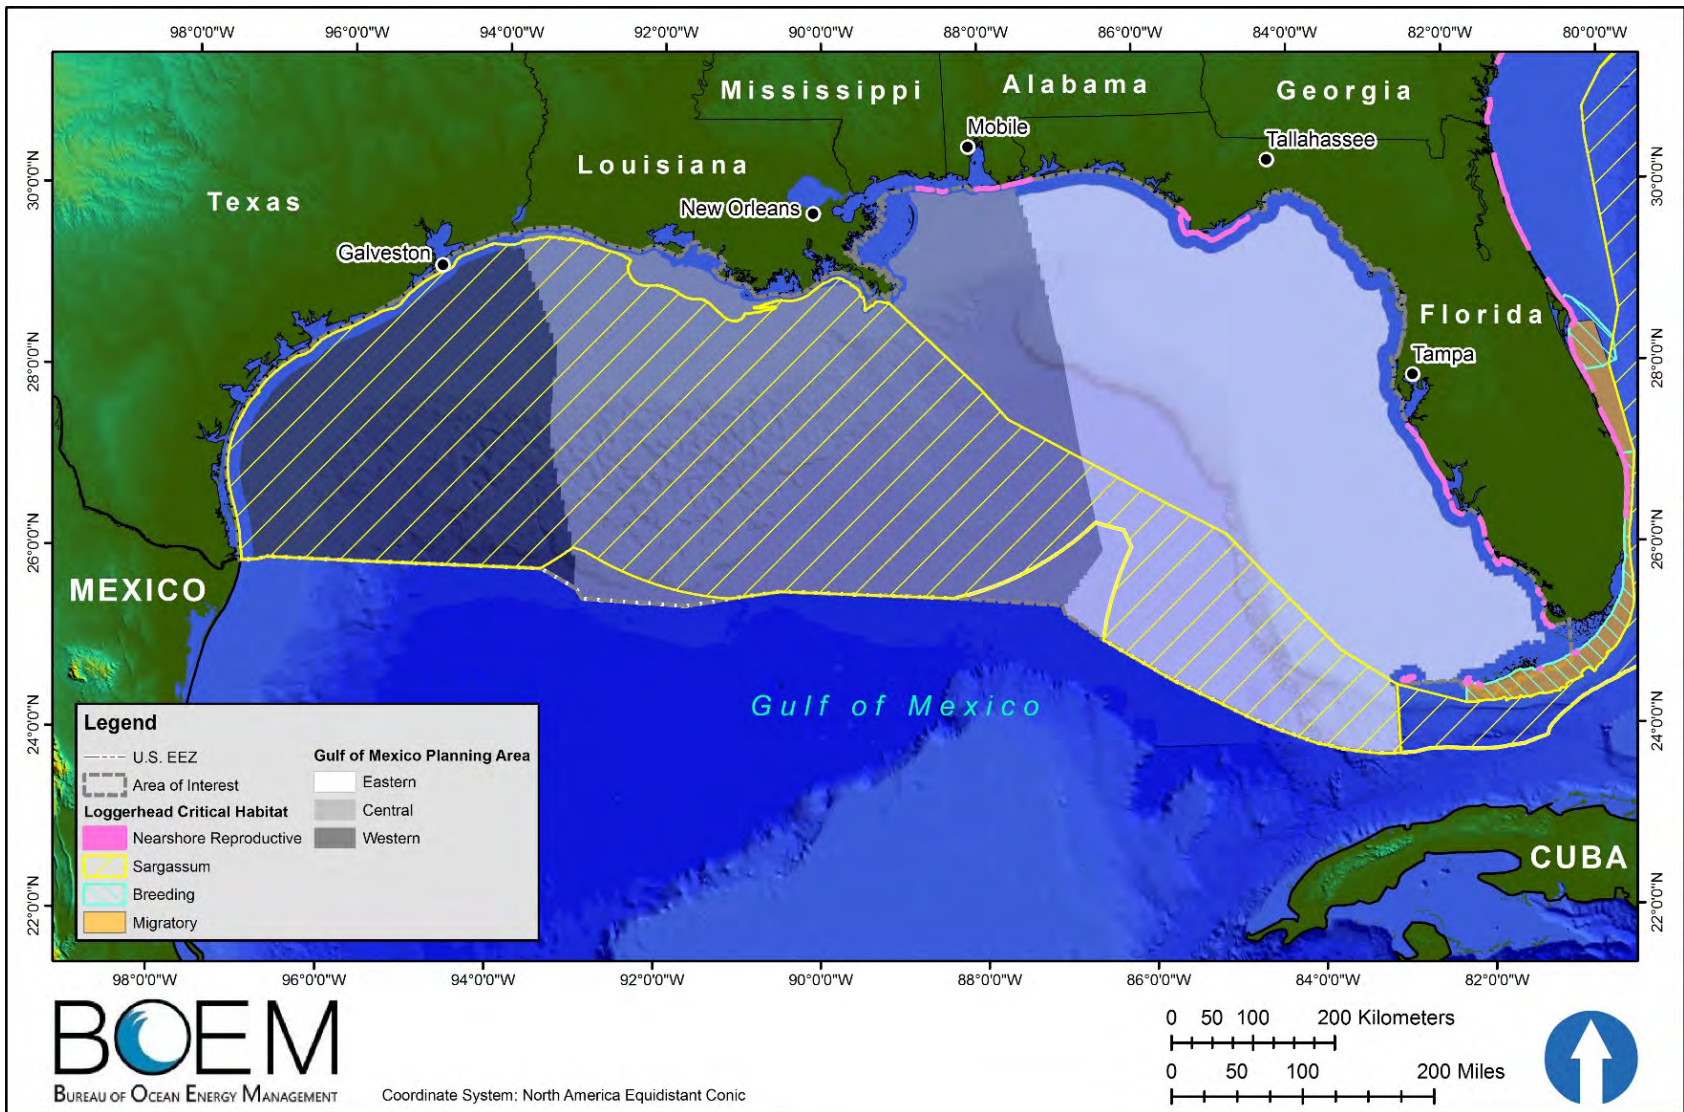 98°0'0"W 96°0'0"W 94°0'0"W 92°0'0"W 90°0'0"W 88°0'0"W 86°0'0"W 84°0'0"W 82°0'0"W 80°0'0"W
Mississippi
Alabama
Georgia
Mobile
Tallahassee
Louisiana
Texas
New Orleans
Galveston
Florida
Tampa
30°0'0"N
28°0'0"N
26°0'0"N
24°0'0"N
22°0'0"N
30°0'0"N
28°0'0"N
26°0'0"N
24°0'0"N
22°0'0"N
MEXICO
Gulf of Mexico
CUBA
Legend
U.S. EEZ
Area of Interest
Loggerhead Critical Habitat
Nearshore Reproductive
Sargassum
Breeding
Migratory
Gulf of Mexico Planning Area
Eastern
Central
Western
98°0'0"W 96°0'0"W 94°0'0"W 92°0'0"W 90°0'0"W 88°0'0"W 86°0'0"W 84°0'0"W 82°0'0"W
BOEM
BUREAU OF OCEAN ENERGY MANAGEMENT
Coordinate System: North America Equidistant Conic
0 50 100 200 Kilometers
0 50 100 200 Miles